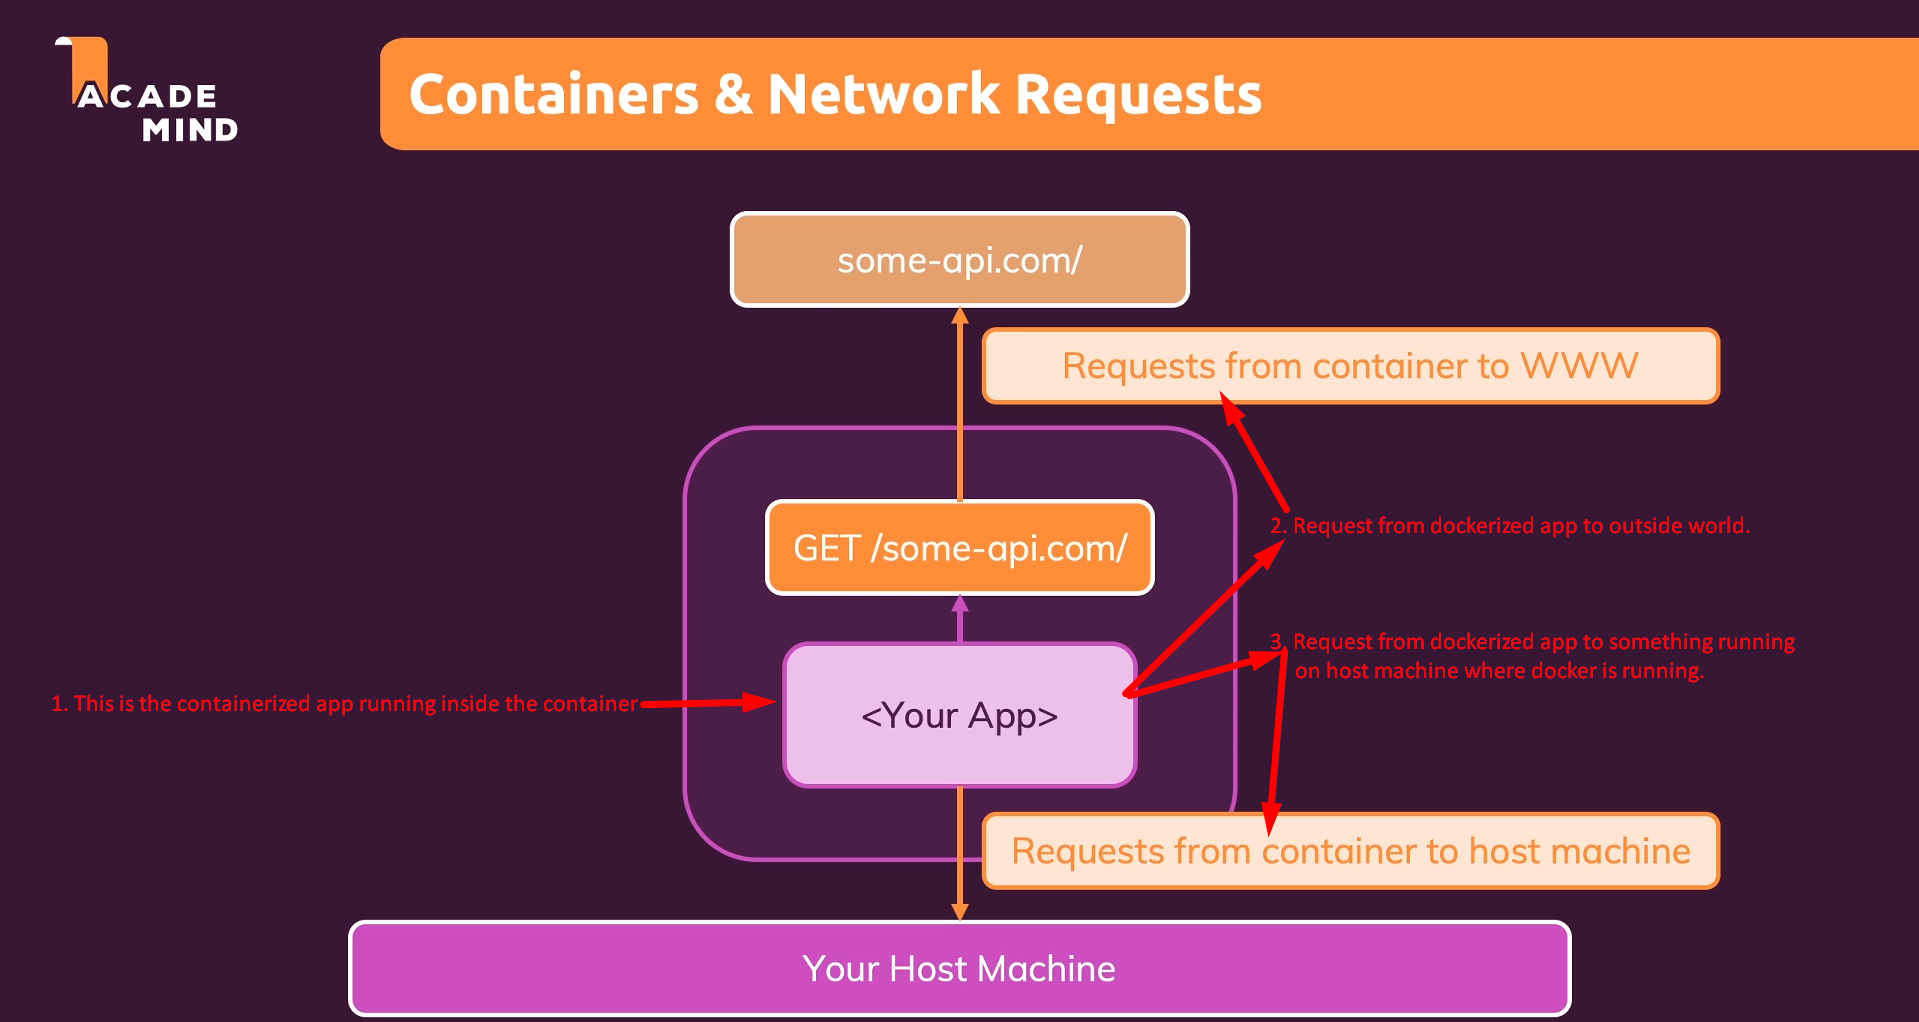 ACADE
MIND
Containers & Network Requests
some-api.com/
Requests from container to WWW
GET /some-api.com/
2. Request from dockerized app to outside world.
3. Request from dockerized app to something running
on host machine where docker is running.
1. This is the containerized app running inside the container
<Your App>
Requests from container to host machine
Your Host Machine